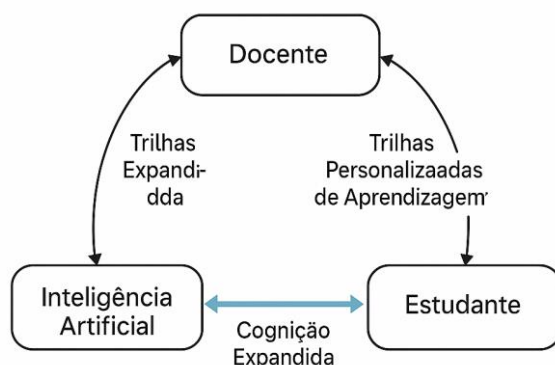 Docente
Trilhas
Expandi-
dda
Trilhas
Personalizaadas
de Aprendizagem'
Inteligência
Artificial
Cognição
Expandida
Estudante